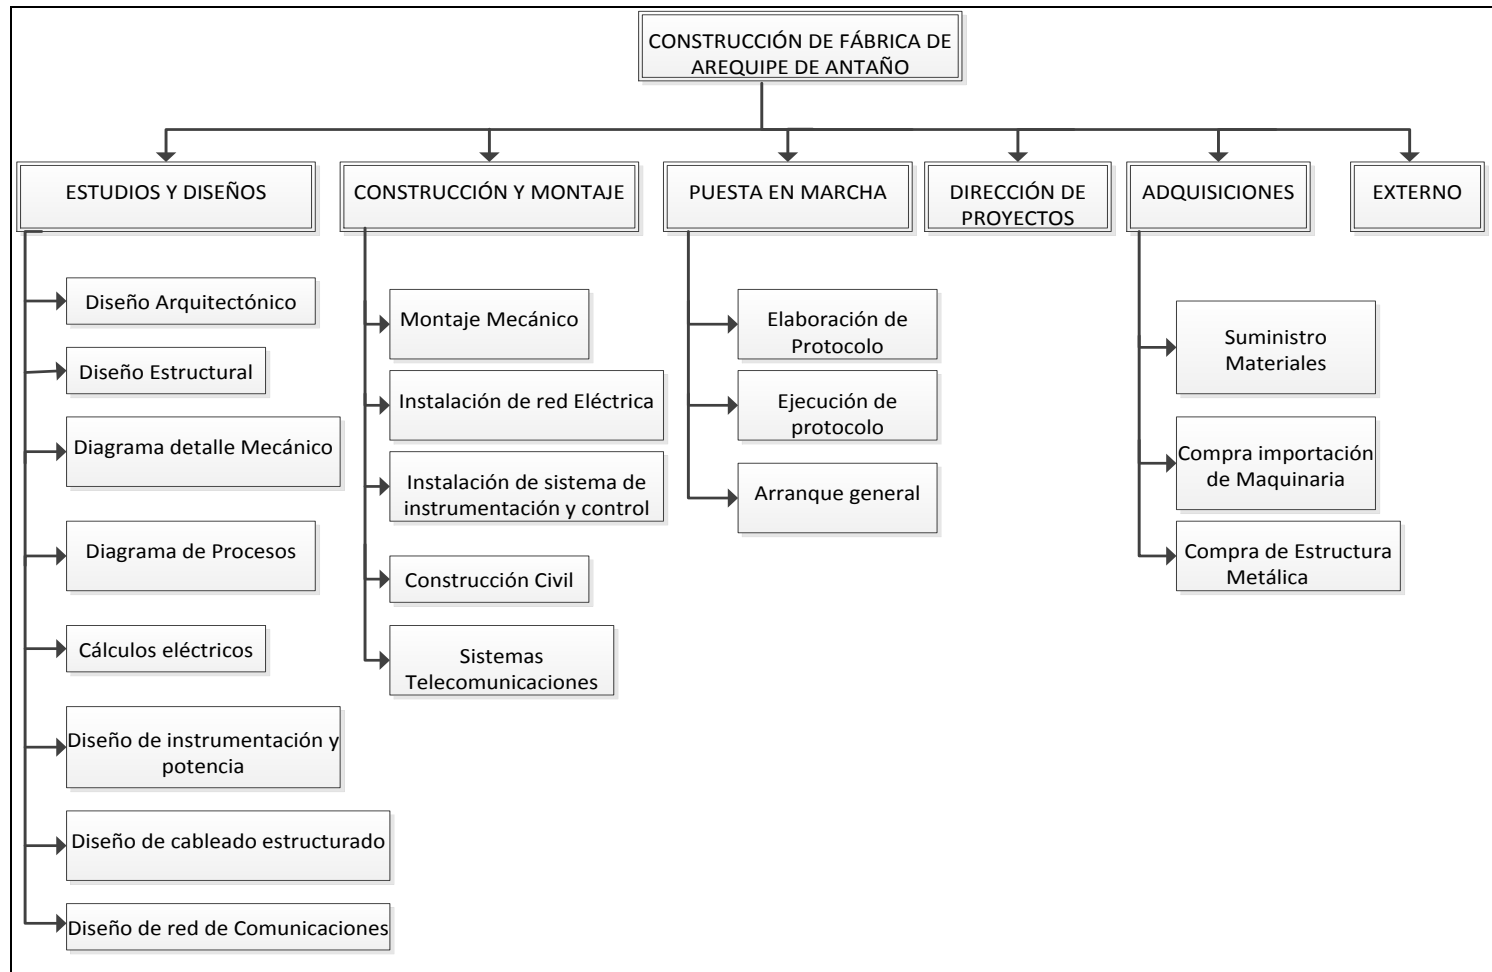 CONSTRUCCIÓN DE FÁBRICA DE
AREQUIPE DE ANTAÑO
ESTUDIOS Y DISEÑOS
CONSTRUCCIÓN Y MONTAJE
PUESTA EN MARCHA
DIRECCIÓN DE
PROYECTOS
ADQUISICIONES
EXTERNO
Diseño Arquitectónico
Diseño Estructural
Diagrama detalle Mecánico
Diagrama de Procesos
Cálculos eléctricos
Diseño de instrumentación y
potencia
Diseño de cableado estructurado
Diseño de red de Comunicaciones
Montaje Mecánico
Instalación de red Eléctrica
Instalación de sistema de
instrumentación y control
Construcción Civil
Sistemas
Telecomunicaciones
Elaboración de
Protocolo
Ejecución de
protocolo
Arranque general
Suministro
Materiales
Compra importación
de Maquinaria
Compra de Estructura
Metálica